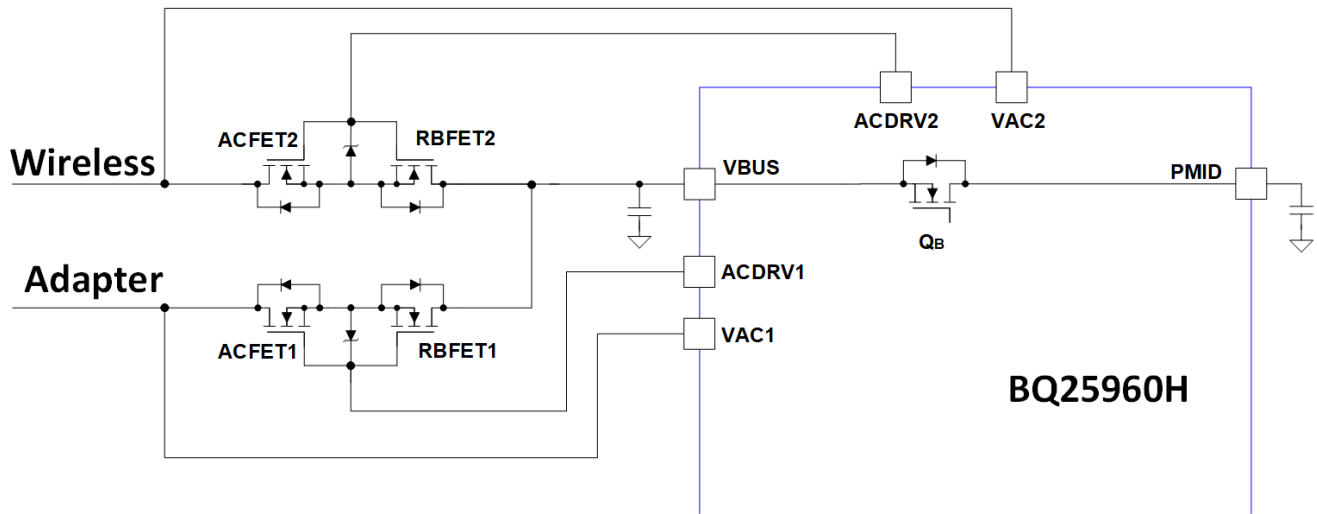 ACDRV2
VAC2
ACFET2
RBFET2
Wireless
VBUS
PMID
QB
Adapter
ACDRV1
ACFET1
RBFET1
VAC1
BQ25960H